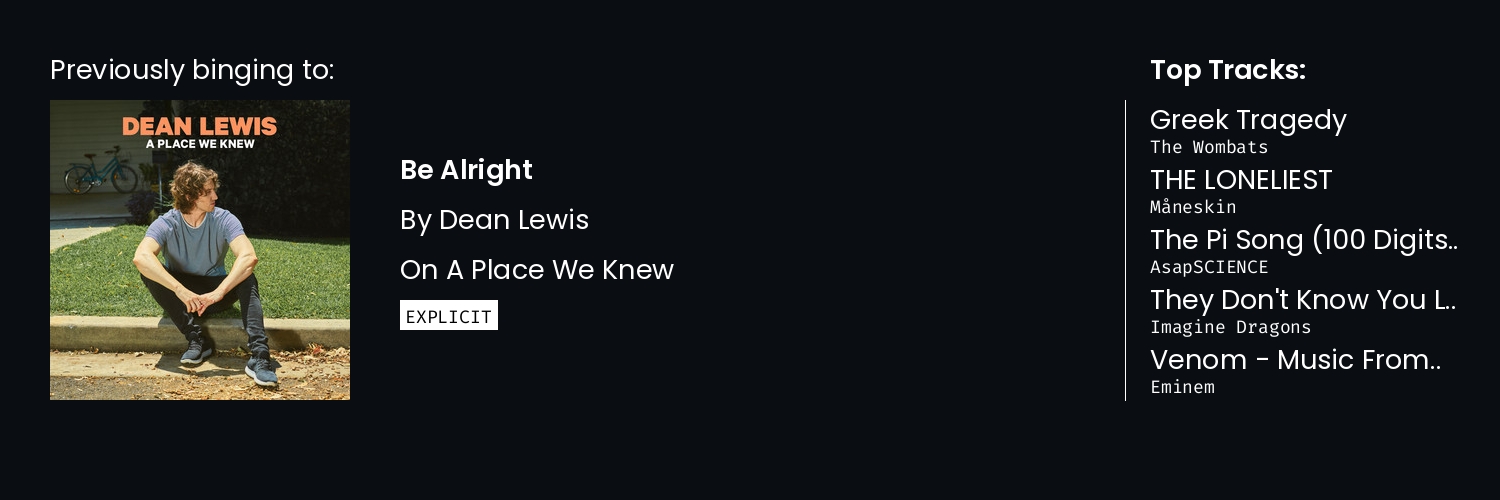 Previously binging to:
DEAN LEWIS
A PLACE WE KNEW
Be Alright
By Dean Lewis
On A Place We Knew
EXPLICIT
Top Tracks:
Greek Tragedy
The Wombats
THE LONELIEST
Måneskin
The Pi Song (100 Digits..
AsapSCIENCE
They Don't Know You L..
Imagine Dragons
Venom - Music From..
Eminem